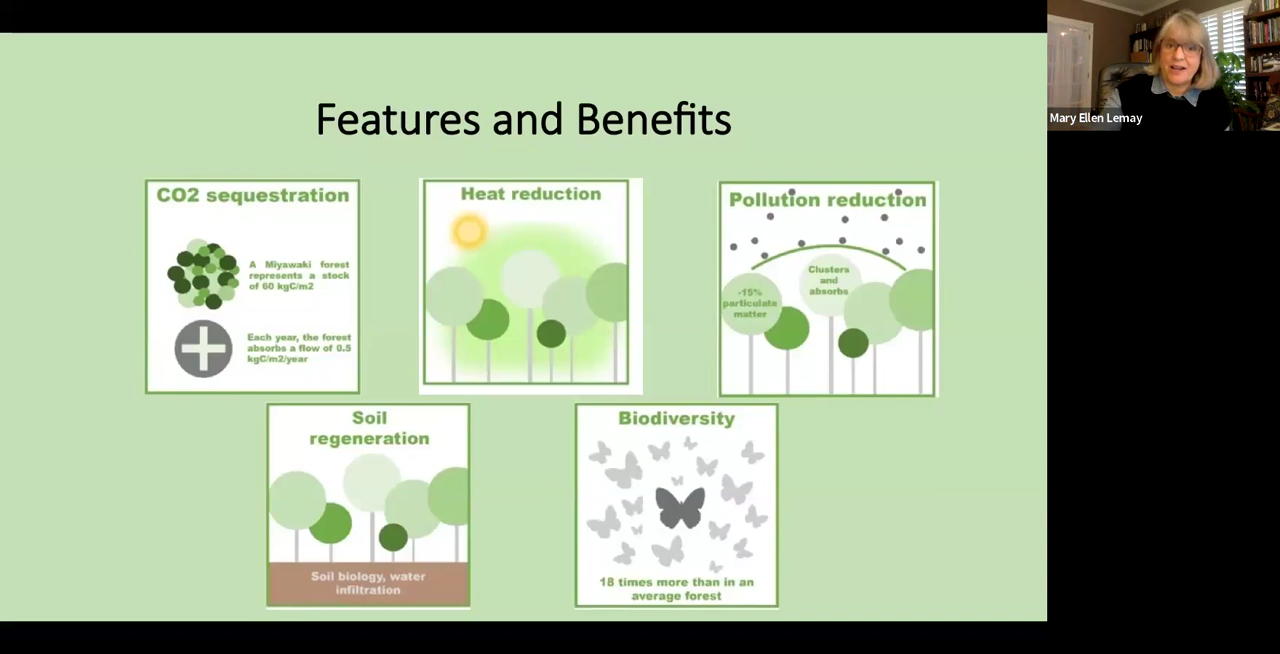 Features and Benefits
Mary Ellen Lemay
CO2 sequestration
A Miyawaki forest
represents a stock
of 60 kgC/m2
Each year, the forest
absorbs a flow of 0.5
kgC/m2/year
Heat reduction
Pollution reduction
-15%
particulate
matter
Clusters
and
absorbs
Soil
regeneration
Soil biology, water
infiltration
Biodiversity
18 times more than in an
average forest